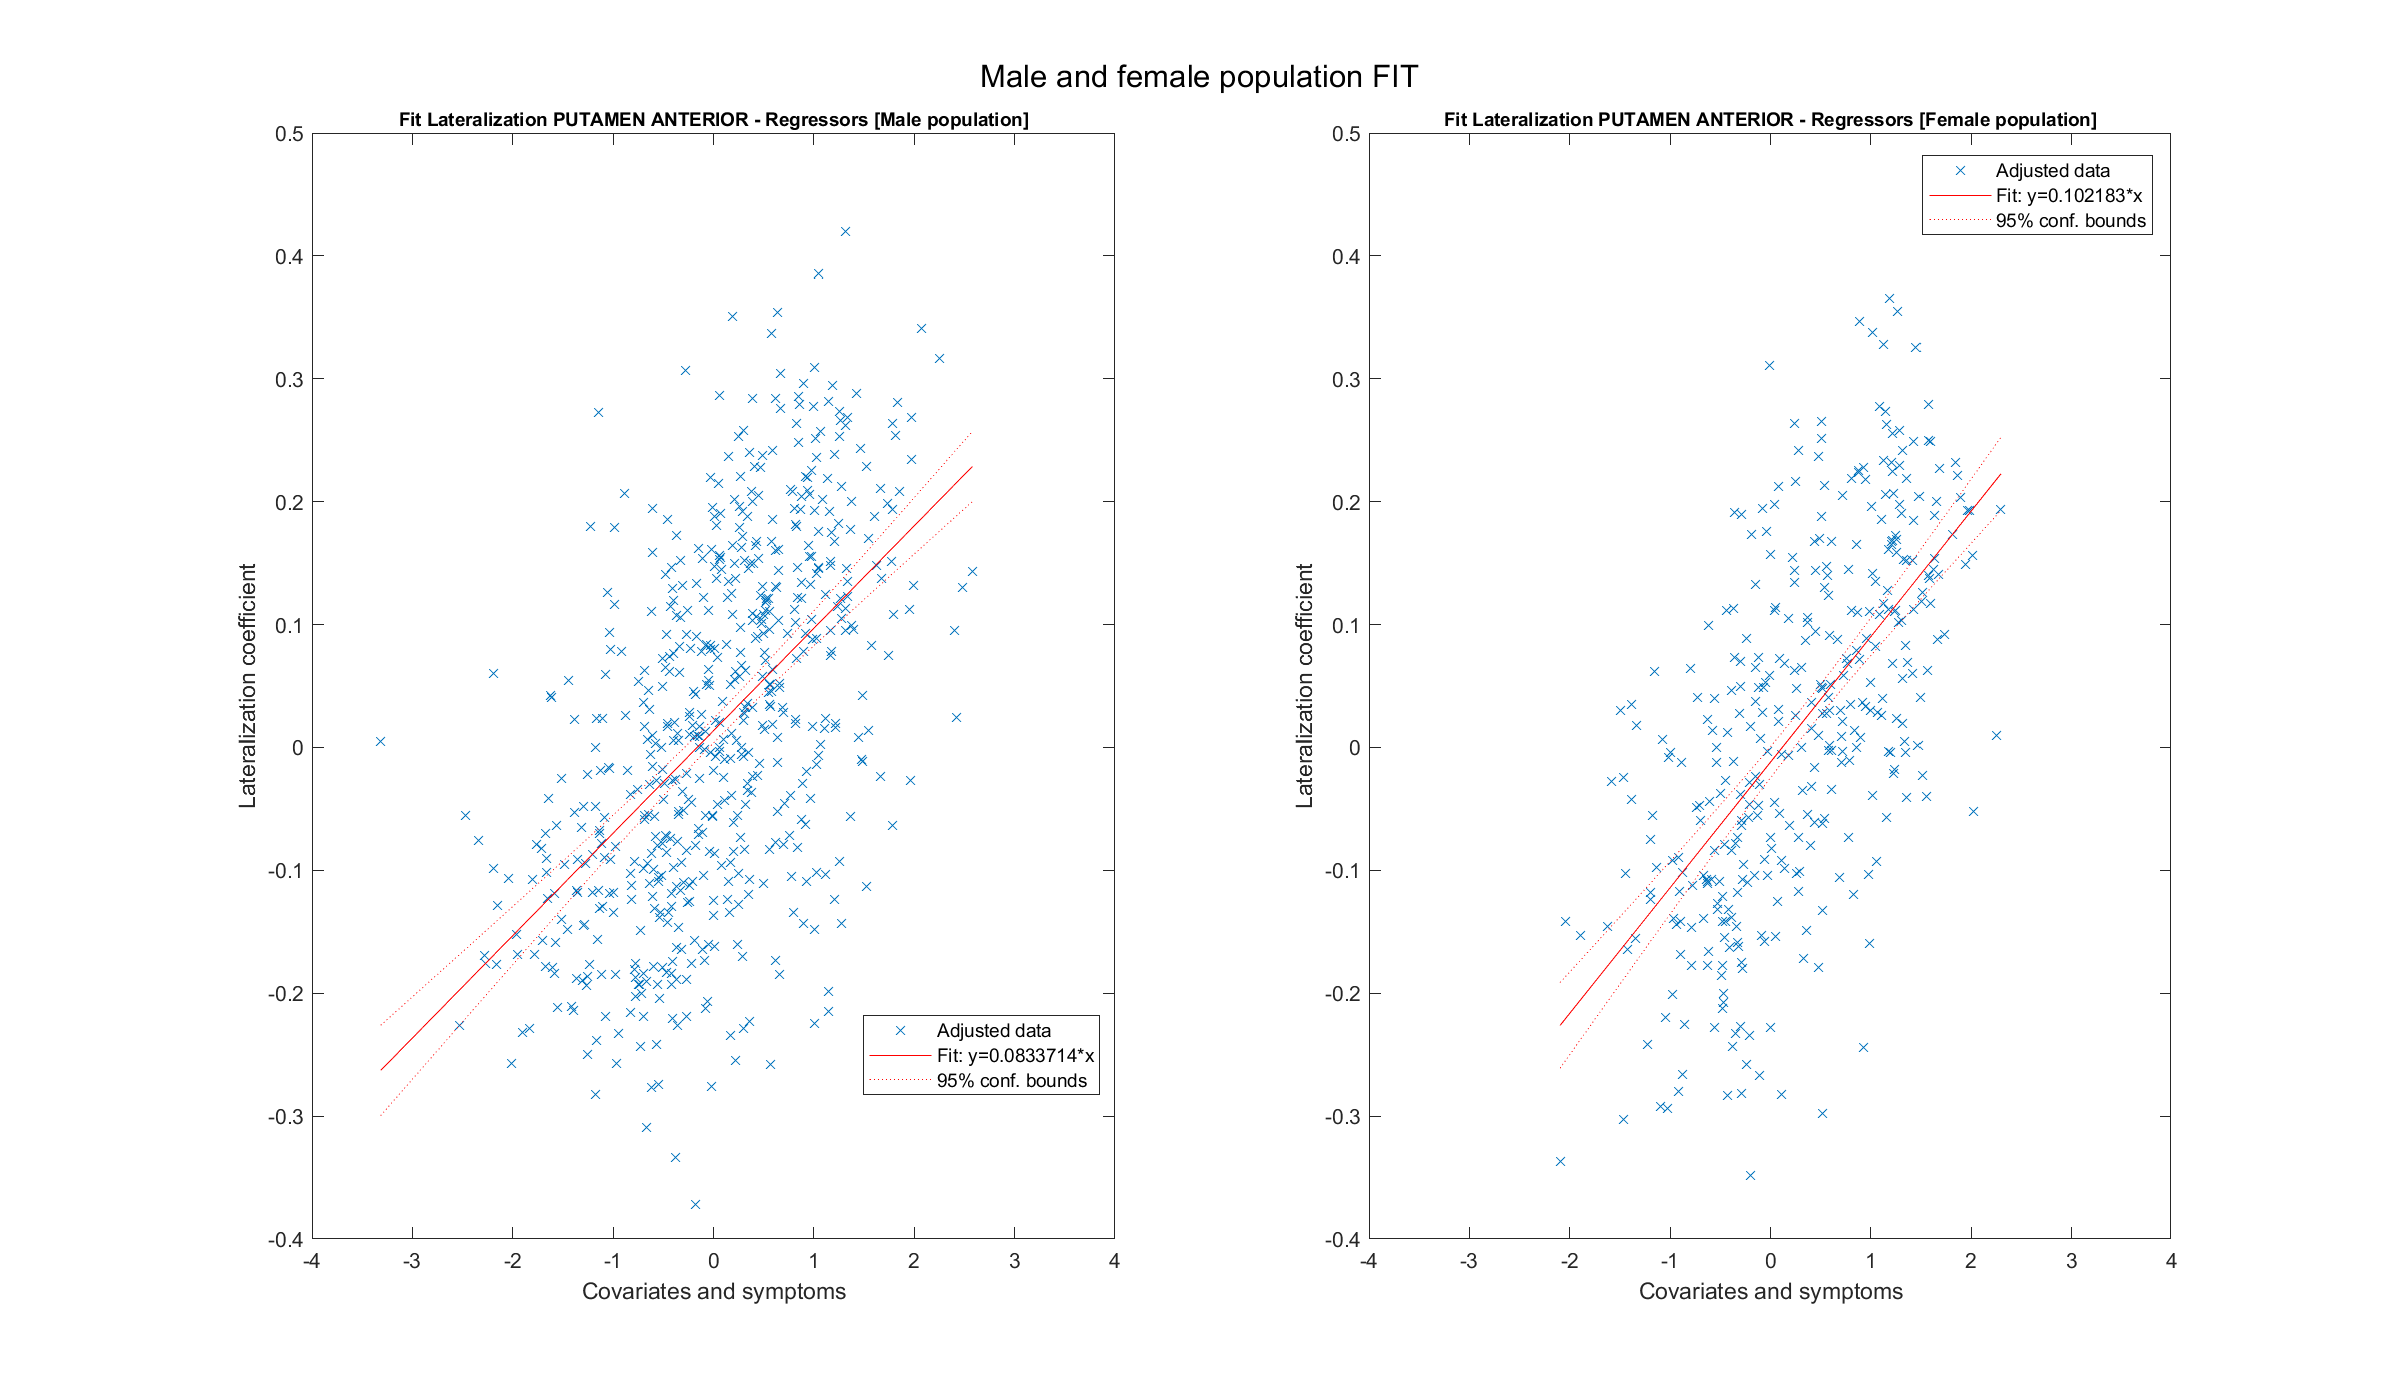 Male and female population FIT
Fit Lateralization PUTAMEN ANTERIOR - Regressors [Male population]
0.5
0.4
0.3
0.2
0.1
0
-0.1
-0.2
-0.3
-0.4
Lateralization coefficient
-4 -3 -2 -1 0 1 2 3 4
Covariates and symptoms
Adjusted data
Fit: y=0.0833714*x
95% conf. bounds
Fit Lateralization PUTAMEN ANTERIOR - Regressors [Female population]
0.5
0.4
0.3
0.2
0.1
0
-0.1
-0.2
-0.3
-0.4
Lateralization coefficient
-4 -3 -2 -1 0 1 2 3 4
Covariates and symptoms
Adjusted data
Fit: y=0.102183*x
95% conf. bounds